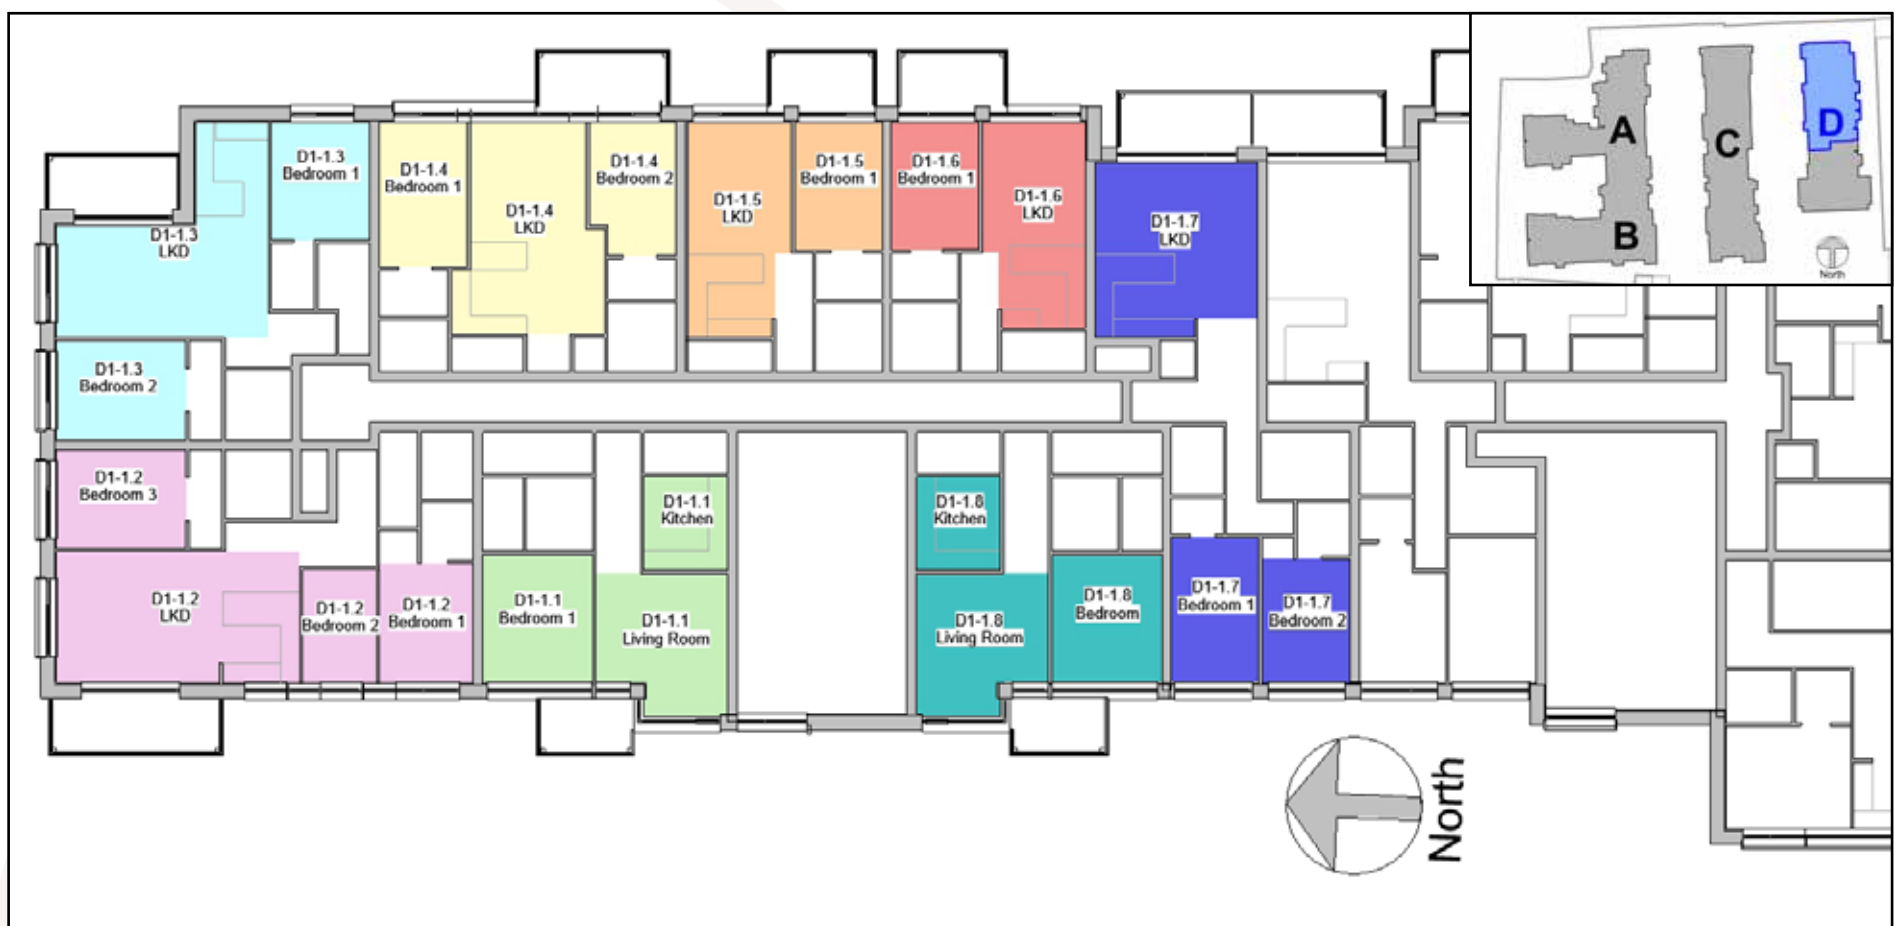 A
C
D
B
North
D1-1.3
Bedroom 1
D1-1.4
Bedroom 1
D1-1.4
Bedroom 2
D1-1.5
Bedroom 1
D1-1.6
Bedroom 1
D1-1.3
LKD
D1-1.4
LKD
D1-1.5
LKD
D1-1.6
LKD
D1-1.7
LKD
D1-1.3
Bedroom 2
D1-1.2
Bedroom 3
D1-1.1
Kitchen
D1-1.8
Kitchen
D1-1.2
LKD
D1-1.2
Bedroom 2
D1-1.2
Bedroom 1
D1-1.1
Bedroom 1
D1-1.1
Living Room
D1-1.8
Living Room
D1-1.8
Bedroom
D1-1.7
Bedroom 1
D1-1.7
Bedroom 2
North